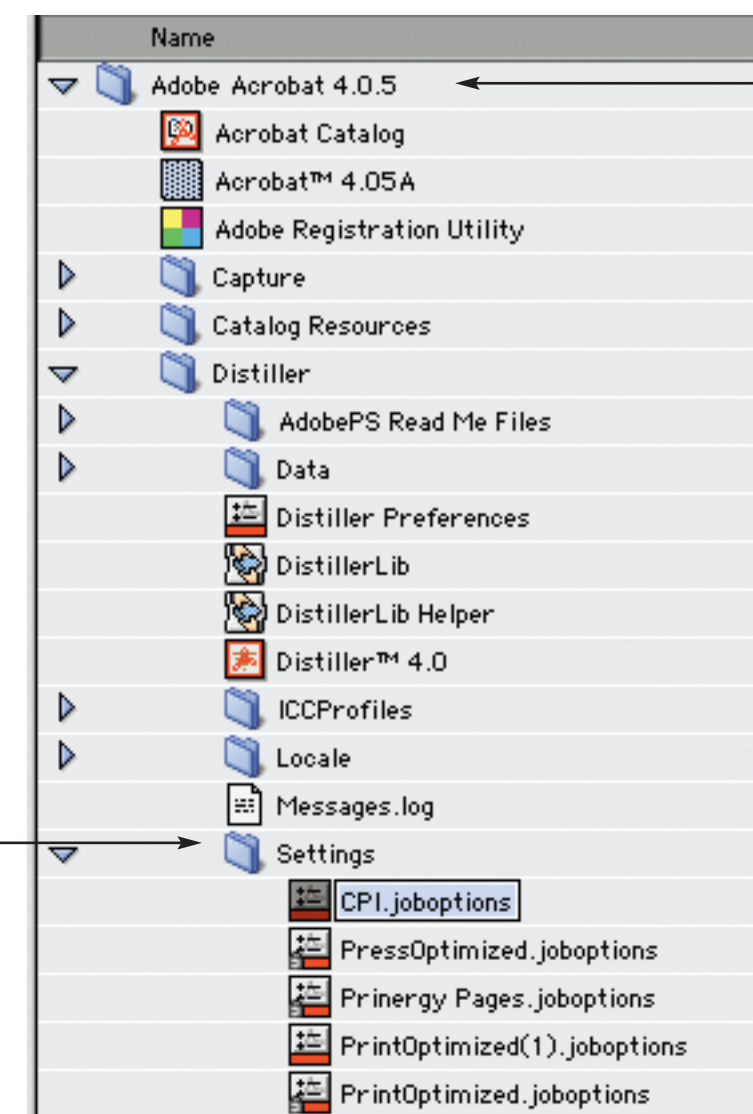 Name
Adobe Acrobat 4.0.5
Acrobat Catalog
Acrobat™ 4.05A
Adobe Registration Utility
Capture
Catalog Resources
Distiller
AdobePS Read Me Files
Data
Distiller Preferences
DistillerLib
DistillerLib Helper
Distiller™ 4.0
ICCProfiles
Locale
Messages.log
Settings
CPI.joboptions
PressOptimized.joboptions
Prinergy Pages.joboptions
PrintOptimized(1).joboptions
PrintOptimized.joboptions